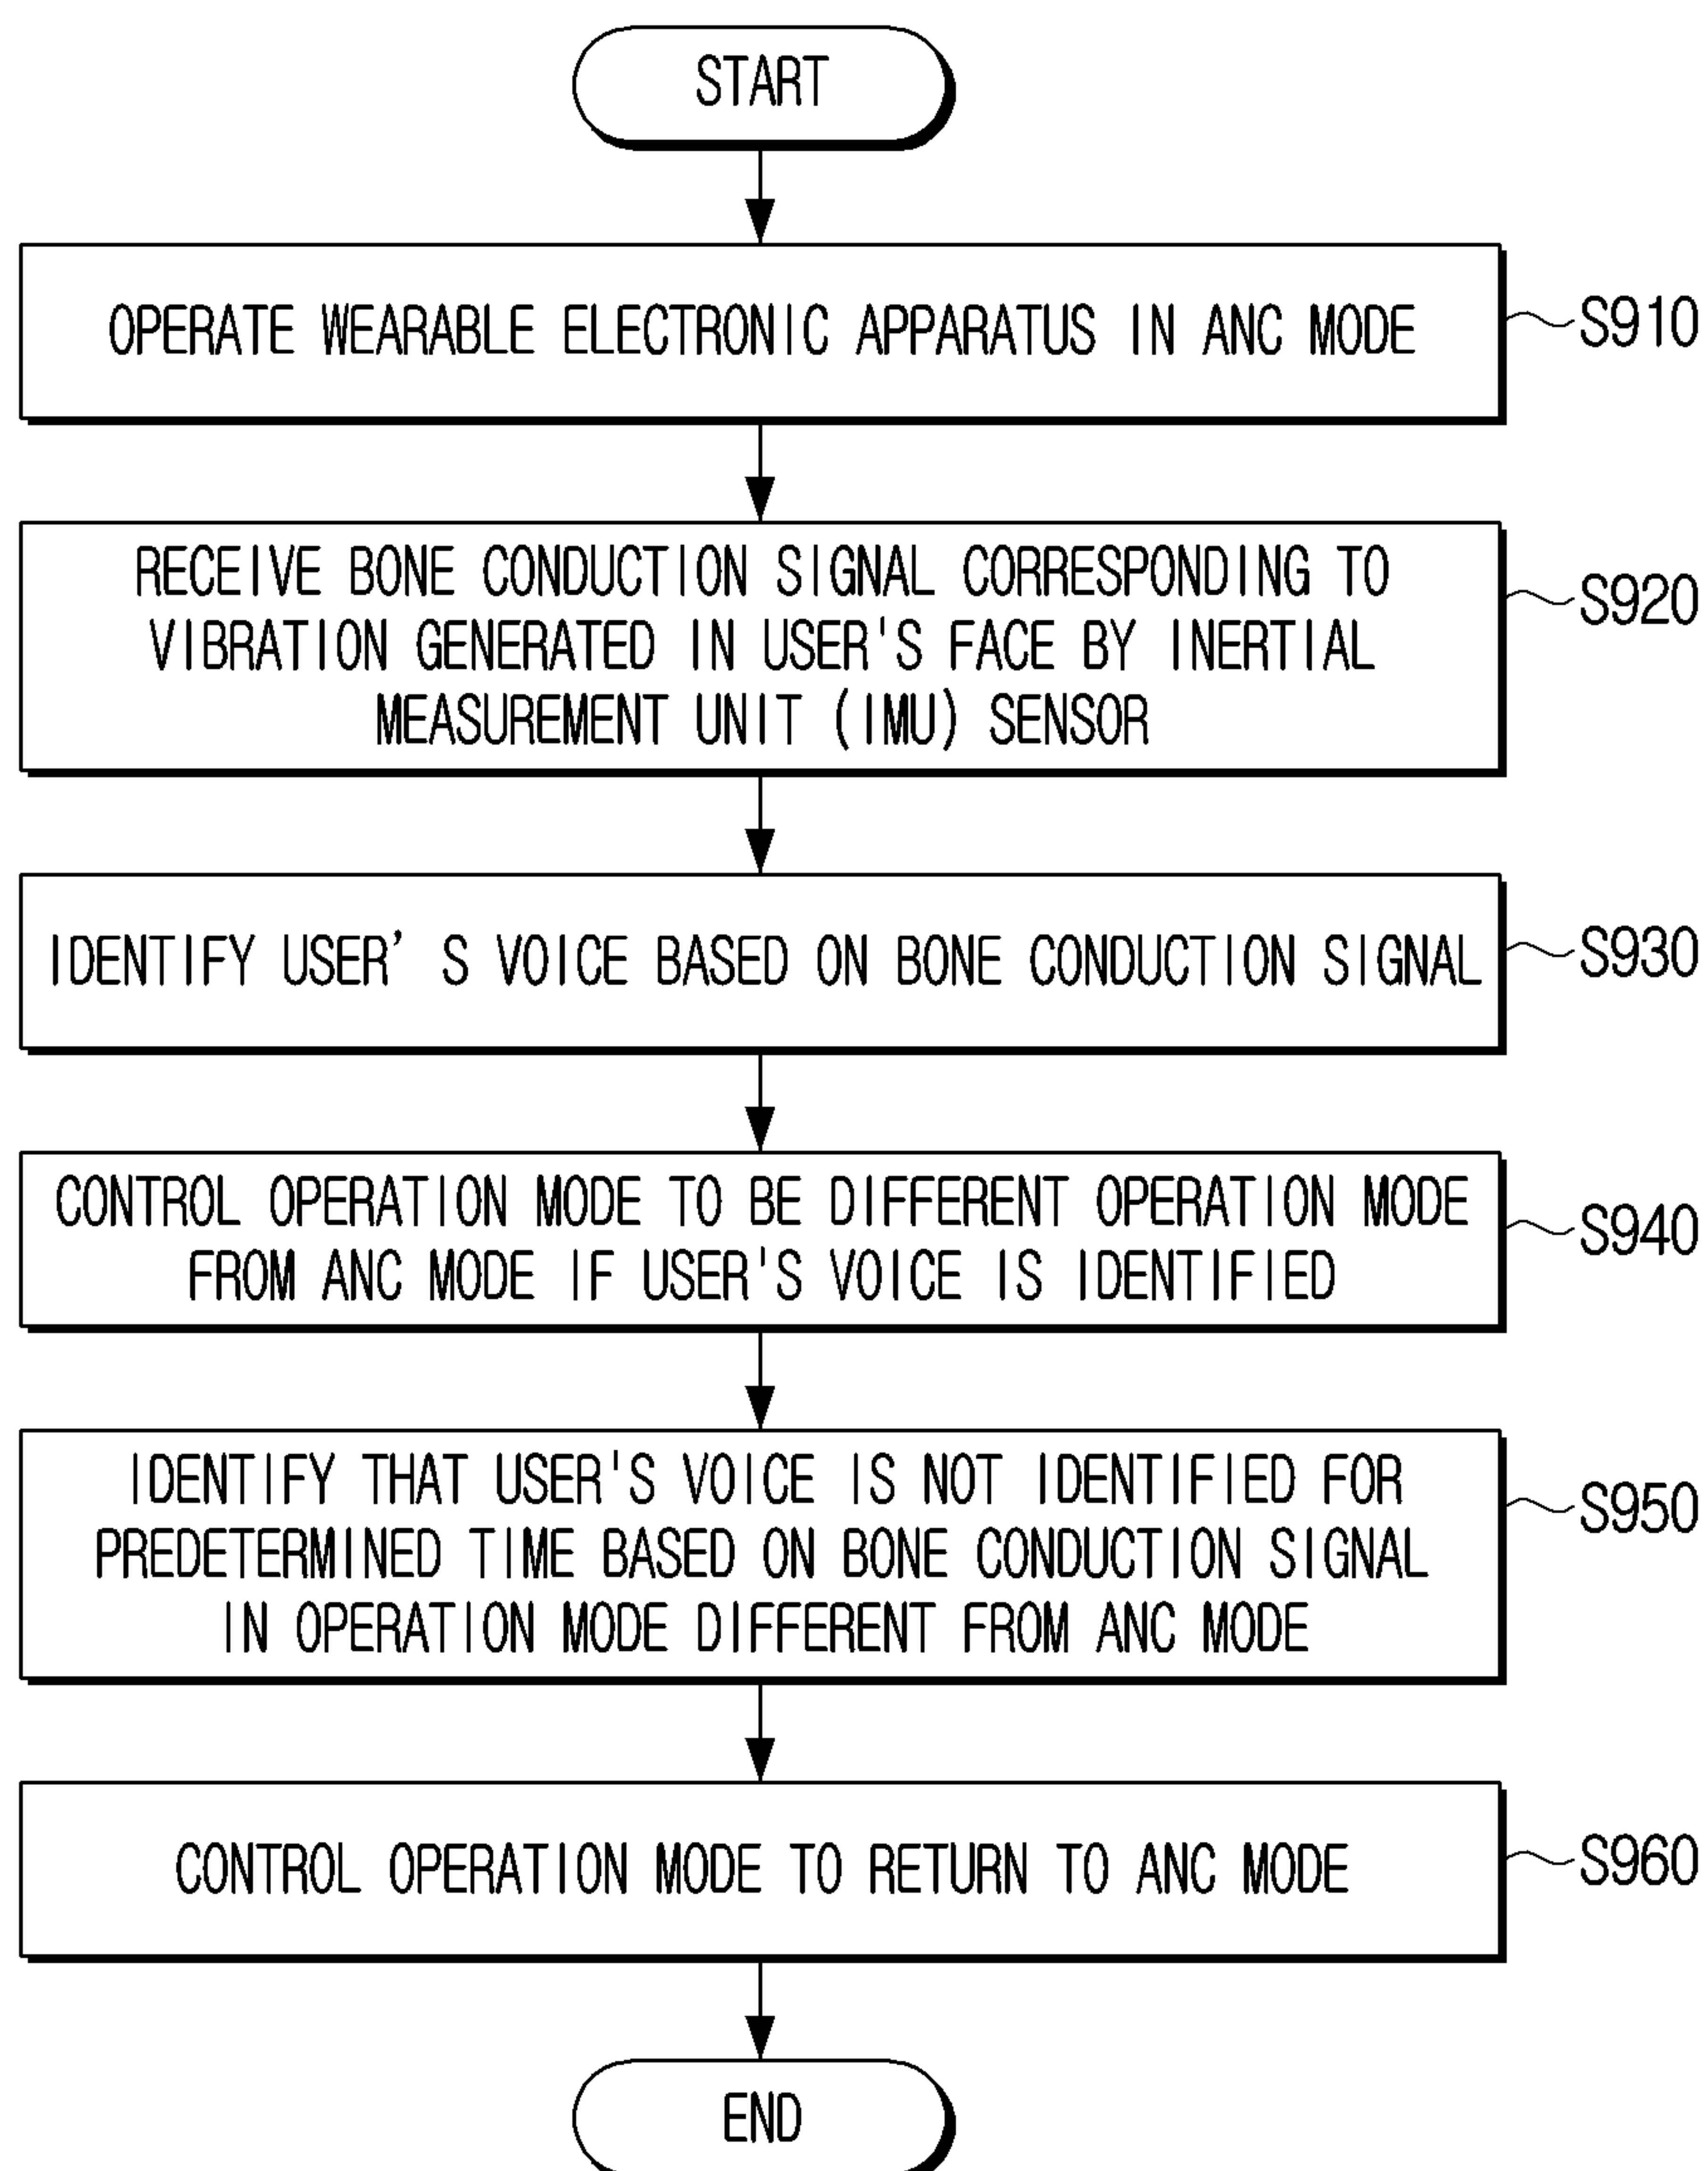 START
OPERATE WEARABLE ELECTRONIC APPARATUS IN ANC MODE
S910
RECEIVE BONE CONDUCTION SIGNAL CORRESPONDING TO
VIBRATION GENERATED IN USER'S FACE BY INERTIAL
MEASUREMENT UNIT (IMU) SENSOR
S920
IDENTIFY USER' S VOICE BASED ON BONE CONDUCTION SIGNAL
S930
CONTROL OPERATION MODE TO BE DIFFERENT OPERATION MODE
FROM ANC MODE IF USER'S VOICE IS IDENTIFIED
S940
IDENTIFY THAT USER'S VOICE IS NOT IDENTIFIED FOR
PREDETERMINED TIME BASED ON BONE CONDUCTION SIGNAL
IN OPERATION MODE DIFFERENT FROM ANC MODE
S950
CONTROL OPERATION MODE TO RETURN TO ANC MODE
S960
END